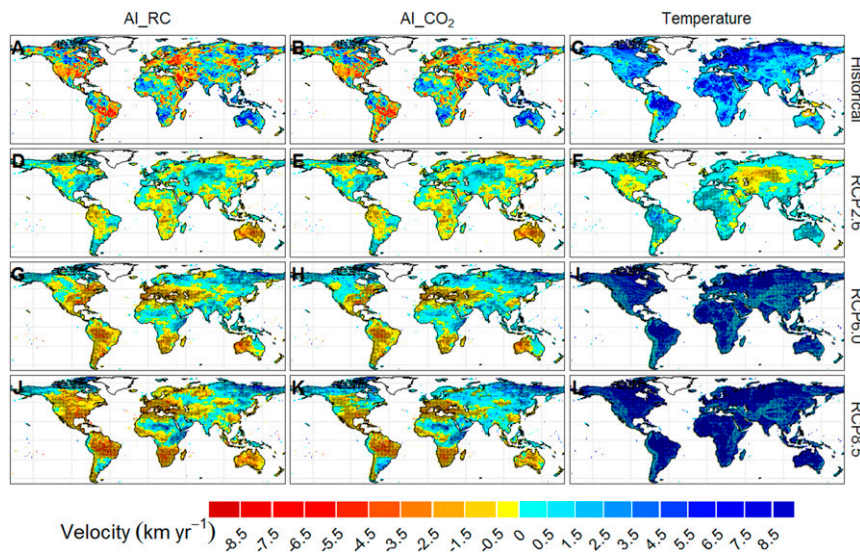 AI_RC AI_CO₂ Temperature
A B C Historical
D E F RCP2.6
G H I RCP6.0
J K L RCP8.5
-8.5 -7.5 -6.5 -5.5 -4.5 -3.5 -2.5 -1.5 -0.5 0 0.5 1.5 2.5 3.5 4.5 5.5 6.5 7.5 8.5
Velocity (km yr⁻¹)